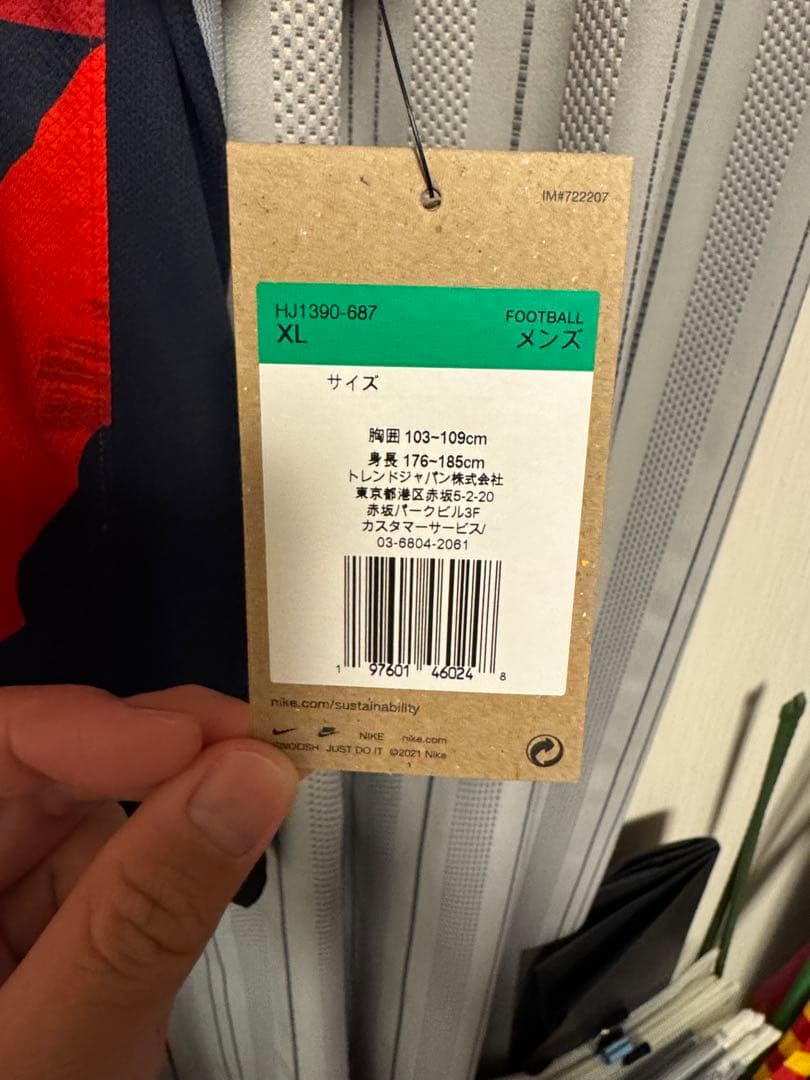 IM#722207
HJ1390-687
XL
FOOTBALL
メンズ
サイズ
胸囲 103~109cm
身長 176~185cm
トレンドジャパン株式会社
東京都港区赤坂5-2-20
赤坂パークビル3F
カスタマーサービス/
03-6804-2061
1 97601 46024 8
nike.com/sustainability
NIKE nike.com
SWOOSH JUST DO IT ©2021 Nike